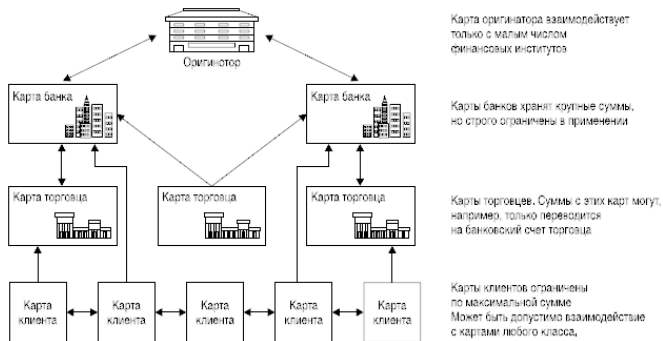 Карта оригинатора взаимодействует
только с малым числом
финансовых институтов
Оригинотор
Карта банка
Карта банка
Карты банков хранят крупные суммы,
но строго ограничены в применении
Карта торговца
Карта торговца
Карта торговца
Карты торговцев. Суммы с этих карт могут,
например, только переводится
на банковский счет торговца
Карта
клиента
Карта
клиента
Карта
клиента
Карта
клиента
Карта
клиента
Карты клиентов ограничены
по максимальной сумме
Может быть допустимо взаимодействие
с картами любого класса.